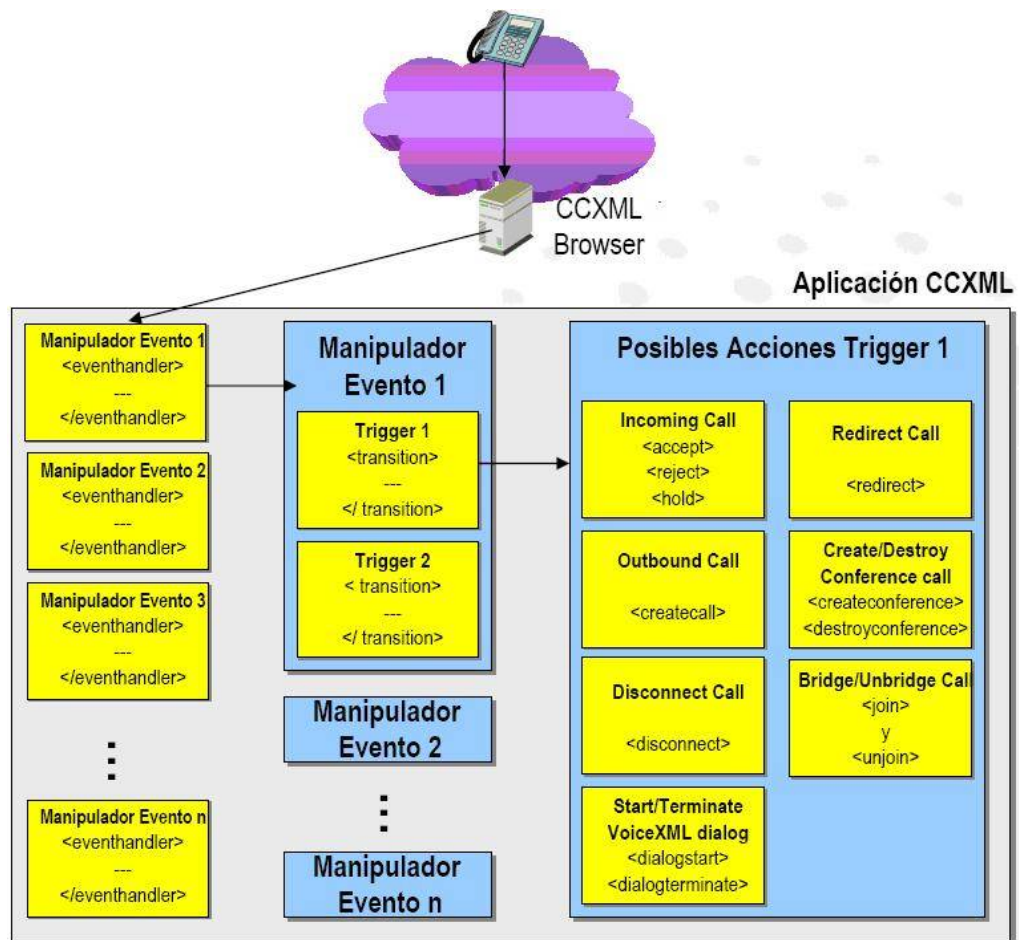 CCXML
Browser
Aplicación CCXML
Manipulador Evento 1
<eventhandler>
---
</eventhandler>
Manipulador Evento 2
<eventhandler>
---
</eventhandler>
Manipulador Evento 3
<eventhandler>
---
</eventhandler>
...
Manipulador Evento n
<eventhandler>
---
</eventhandler>
Manipulador
Evento 1
Trigger 1
<transition>
---
</ transition>
Trigger 2
< transition>
---
</ transition>
Manipulador
Evento 2
...
Manipulador
Evento n
Posibles Acciones Trigger 1
Incoming Call
<accept>
<reject>
<hold>
Redirect Call
<redirect>
Outbound Call
<createcall>
Create/Destroy
Conference call
<createconference>
<destroyconference>
Disconnect Call
<disconnect>
Bridge/Unbridge Call
<join>
y
<unjoin>
Start/Terminate
VoiceXML dialog
<dialogstart>
<dialogterminate>